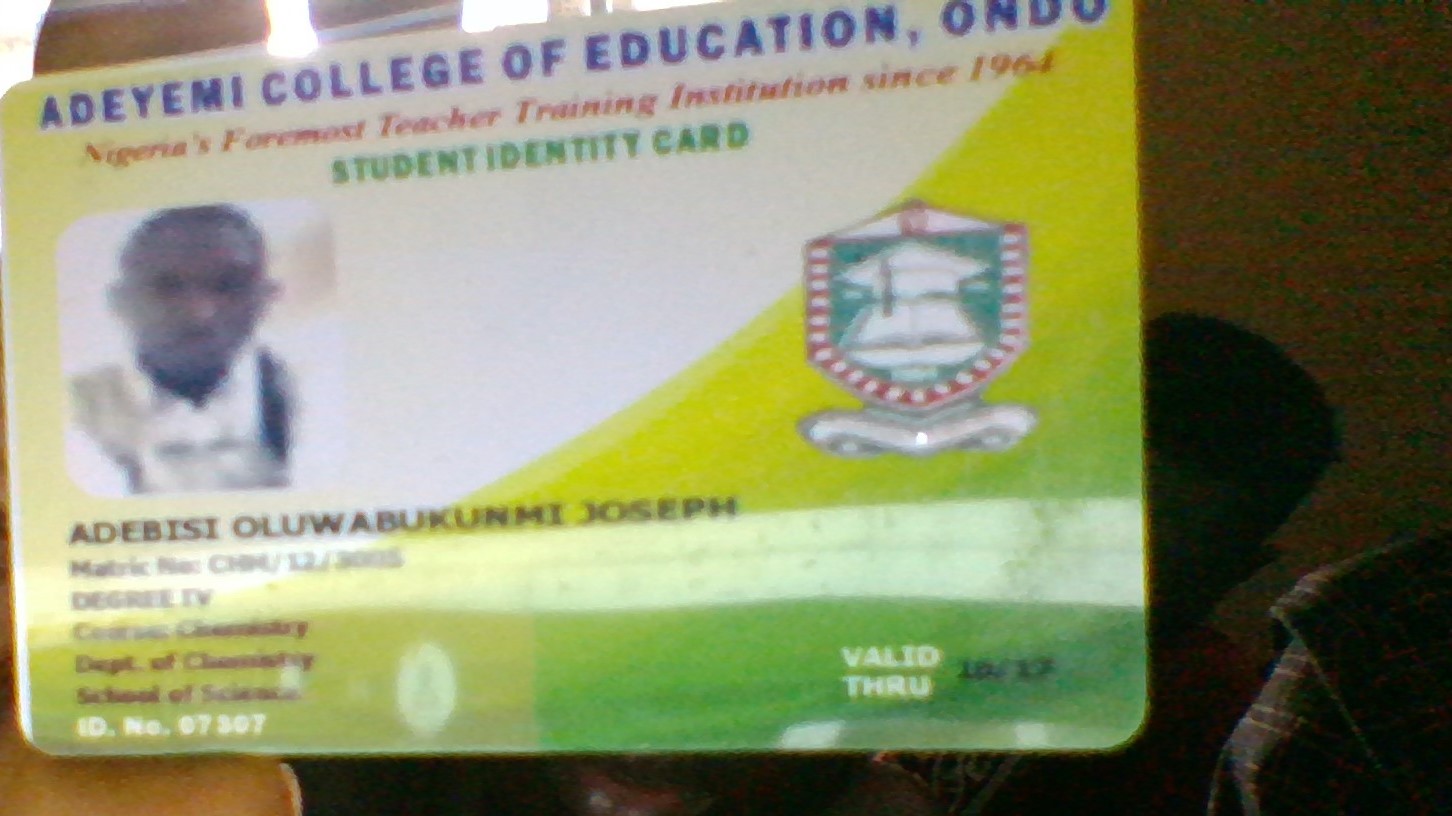 ADEYEMI COLLEGE OF EDUCATION, ONDO
Nigeria's Foremost Teacher Training Institution since 1964
STUDENT IDENTITY CARD
ADEBISI OLUWABUKUNMI JOSEPH
Matric No: CHM/12/3005
DEGREE IV
Course: Chemistry
Dept. of Chemistry
School of Science
ID. No. 07307
VALID
THRU